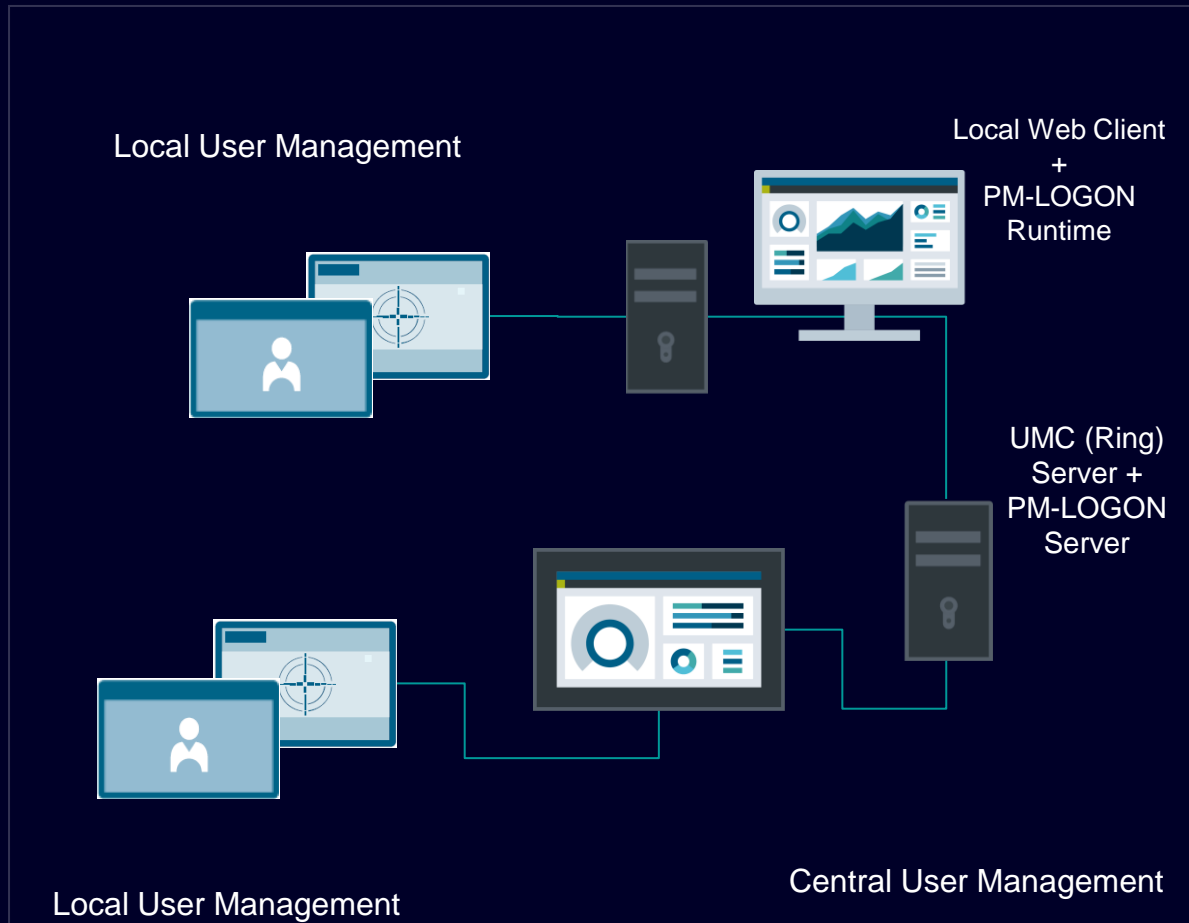 Local User Management
Local Web Client
+
PM-LOGON
Runtime
UMC (Ring)
Server +
PM-LOGON
Server
Central User Management
Local User Management